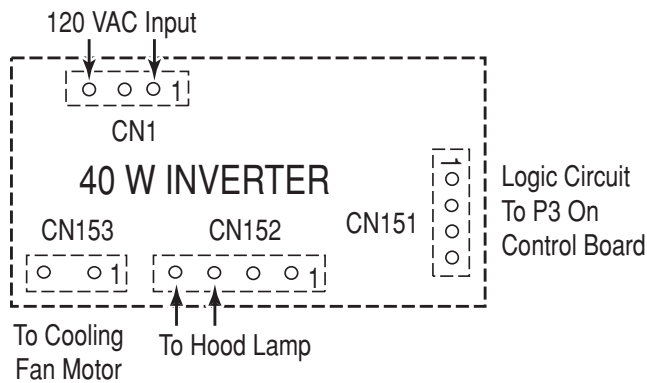 120 VAC Input
1
CN1
40 W INVERTER
1
CN151
Logic Circuit
To P3 On
Control Board
CN153
CN152
1
1
To Cooling
Fan Motor
To Hood Lamp